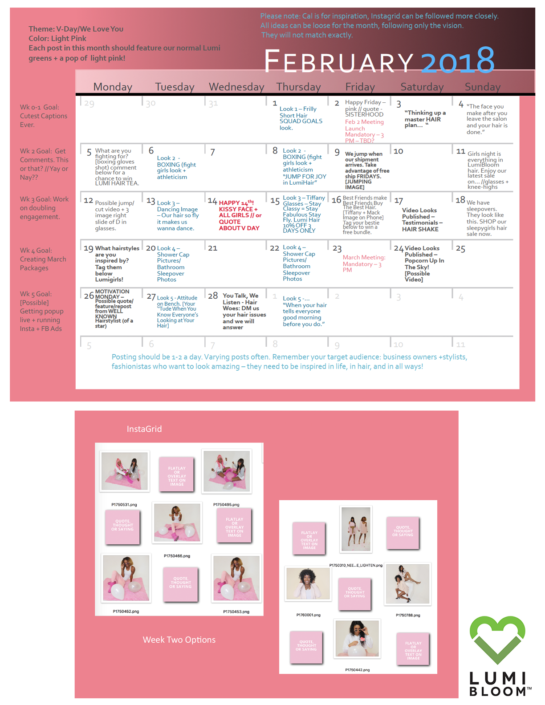 Please note: Cal is for inspiration, Instagrid can be followed more closely.
All ideas can be loose for the month, following only the vision.
They will not match exactly.
Theme: V-Day/We Love You
Color: Light Pink
Each post in this month should feature our normal Lumi
greens + a pop of light pink!
FEBRUARY 2018
Monday Tuesday Wednesday Thursday Friday Saturday Sunday
Wk 0-1 Goal:
Cutest Captions
Ever.
29
30
31
1
Look 1 – Frilly
Short Hair
SQUAD GOALS
look.
2 Happy Friday –
pink // quote -
SISTERHOOD
Feb 2 Meeting
Launch
Mandatory – 3
PM – TBD?
3
"Thinking up a
master HAIR
plan… "
4 "The face you
make after you
leave the salon
and your hair is
done."
Wk 2 Goal:- Get
Comments. This
or that? // Yay or
Nay??
5 What are you
fighting for?
(Boxing gloves
shot) comment
below for a
chance to win
LUMI HAIR TEA.
6
Look 2 -
BOXING (fight
girls look +
athleticism
7
8 Look 2 -
BOXING (fight
girls look +
athleticism
"JUMP FOR JOY
in LumiHair"
9 We jump when
our shipment
arrives. Take
advantage of free
ship FRIDAYS.
(JUMPING
IMAGE)
10
11 Girls night is
everything in
LumiBloom
hair. Enjoy our
latest sale
on… //glasses +
knee-highs
Wk 3 Goal: Work
on doubling
engagement.
12 Possible jump/
cut video + 3
image right
slide of D in
glasses.
13 Look 3 –
Dancing Image
– Our hair so fly
it makes us
wanna dance.
14 HAPPY 14TH
KISSY FACE +
ALL GIRLS // or
QUOTE
ABOUT V DAY
15 Look 3 – Tiffany
Glasses – Stay
Classy = Stay
Fabulous Stay
Fly. Lumi Hair
10% OFF 3
DAYS ONLY
16 Best Friends make
Best Friends Buy
The Best Hair.
(Tiffany + Mack
Image on Phone)
Tag your bestie
below to win a
free bundle.
17
Video Looks
Published –
Testimonials –
HAIR SHAKE
18 We have
sleepovers.
They look like
this. SHOP our
sleepygirls hair
sale now.
Wk 4 Goal:
Creating March
Packages
19 What hairstyles
are you
inspired by?
Tag them
below
Lumigirls!
20 Look 4 –
Shower Cap
Pictures/
Bathroom
Sleepover
Photos
21
22 Look 4 –
Shower Cap
Pictures/
Bathroom
Sleepover
Photos
23
March Meeting:
Mandatory – 3
PM
24 Video Looks
Published –
Popcorn Up In
The Sky!
(Possible
Video)
25
Wk 5 Goal:
[Possible]
Getting popup
live + running
Insta + FB Ads
26 MOTIVATION
MONDAY –
Possible quote/
feature/repost
from WELL
KNOWN
Hairstylist (of a
star)
27 Look 5 - Attitude
on Bench. (Your
'Tude When You
Know Everyone's
Looking at Your
Hair)
28 You Talk, We
Listen - Hair
Woes: DM us
your hair issues
and we will
answer
1
Look 5 -…
"When your hair
tells everyone
good morning
before you do."
2
3
4
5 6 7 8 9 10 11
Posting should be 1-2 a day. Varying posts often. Remember your target audience: business owners +stylists,
fashionistas who want to look amazing – they need to be inspired in life, in hair, and in all ways!
InstaGrid
FLATLAY
OR
OVERLAY
TEXT ON
IMAGE
Week Two Options
LUMI
BLOOM™